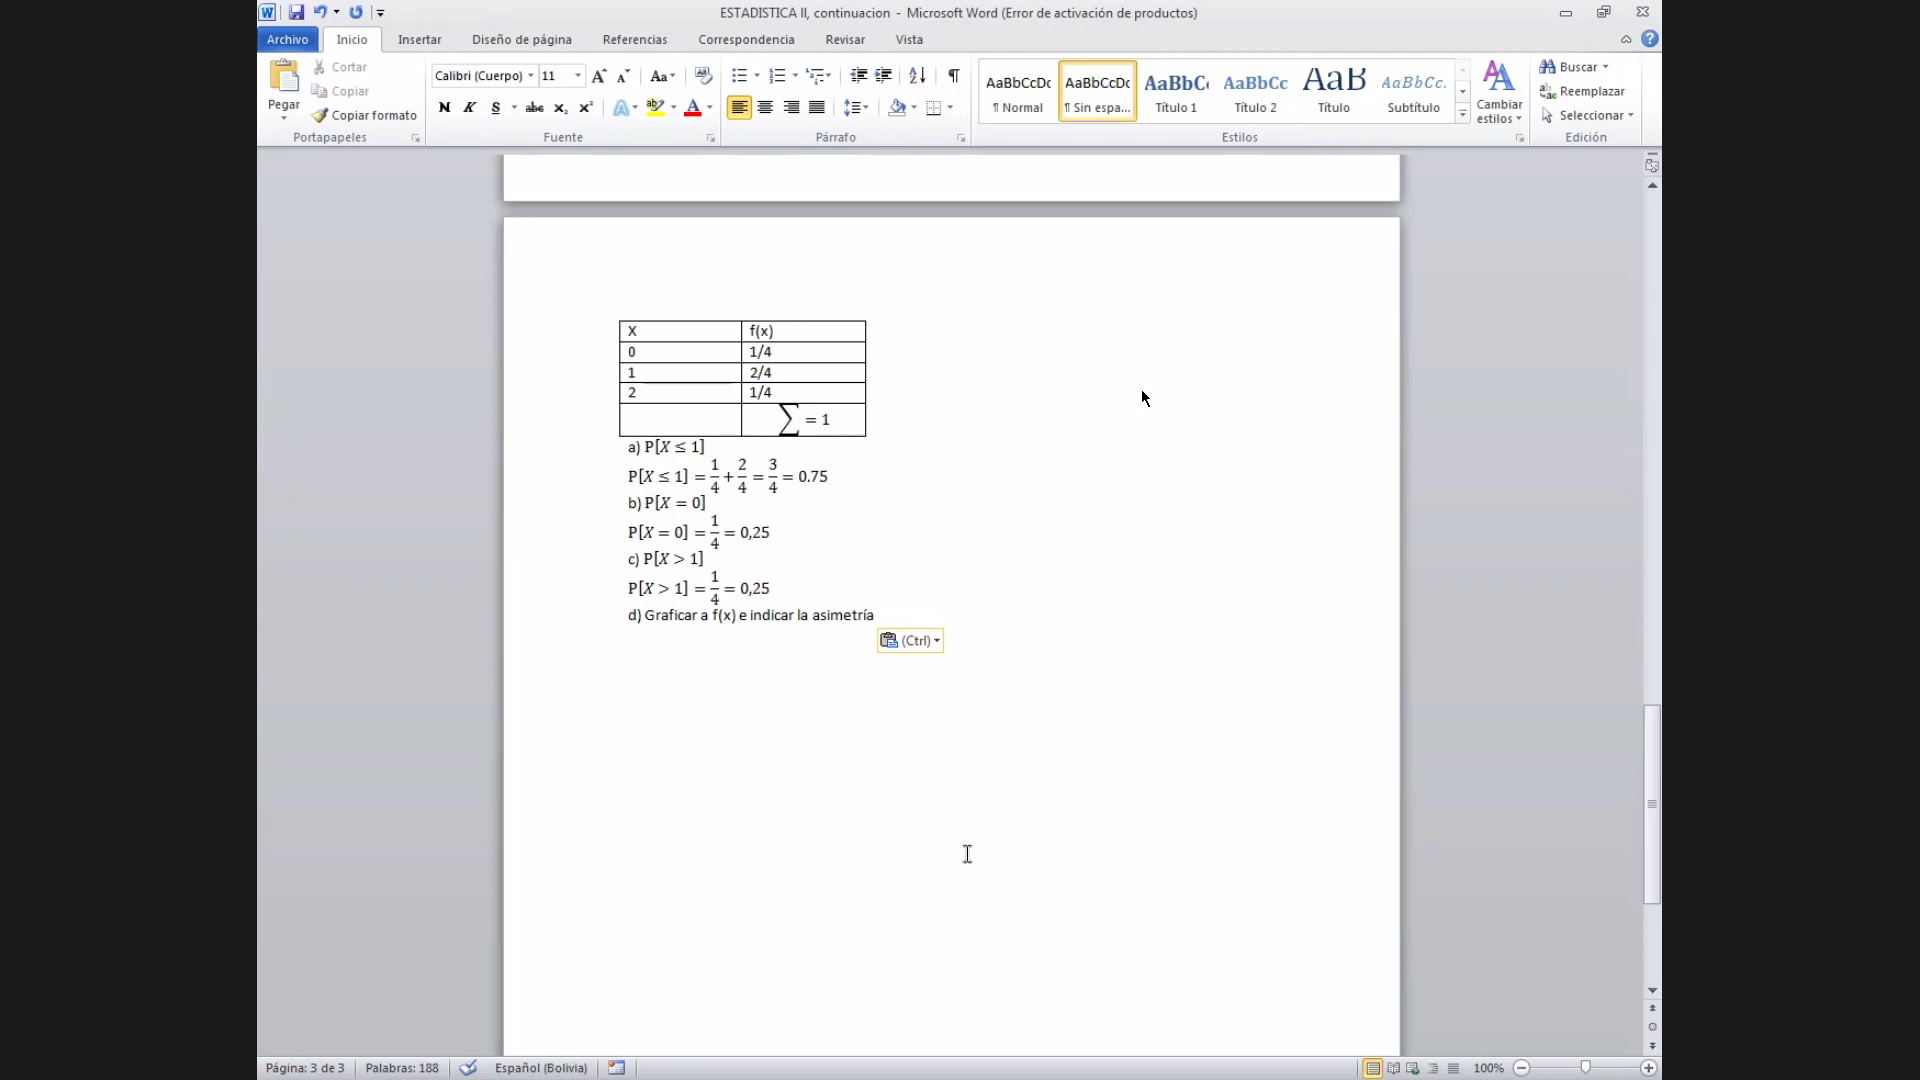 ESTADISTICA II, continuacion - Microsoft Word (Error de activación de productos)
Archivo Inicio Insertar Diseño de página Referencias Correspondencia Revisar Vista
Pegar
Cortar
Copiar
Copiar formato
Portapapeles
Calibri (Cuerpo) 11
N K S abc x₂ x²
Fuente
Párrafo
AaBbCcDc AaBbCcDc AaBbC AaBbCc AaB AaBbCc.
¶ Normal ¶ Sin espa... Título 1 Título 2 Título Subtítulo
Cambiar estilos
Estilos
Buscar
Reemplazar
Seleccionar
Edición
X f(x)
0 1/4
1 2/4
2 1/4
∑ = 1
a) P[X ≤ 1]
P[X ≤ 1] = 1/4 + 2/4 = 3/4 = 0.75
b) P[X = 0]
P[X = 0] = 1/4 = 0,25
c) P[X > 1]
P[X > 1] = 1/4 = 0,25
d) Graficar a f(x) e indicar la asimetría
(Ctrl)
Página: 3 de 3 Palabras: 188 Español (Bolivia) 100%